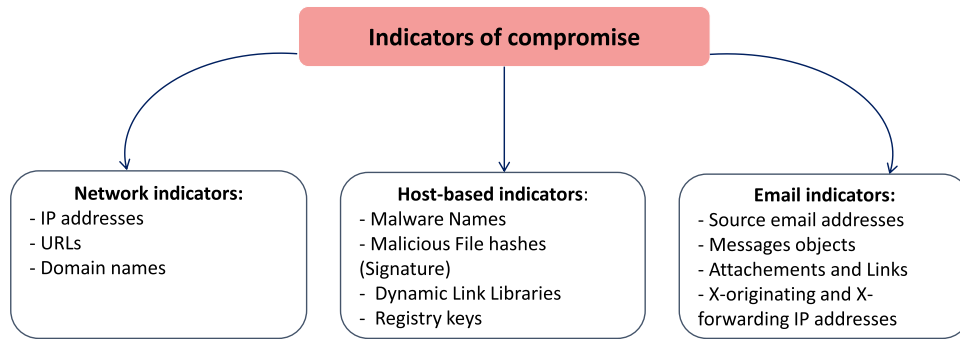 Indicators of compromise
Network indicators:
- IP addresses
- URLs
- Domain names
Host-based indicators:
- Malware Names
- Malicious File hashes
(Signature)
- Dynamic Link Libraries
- Registry keys
Email indicators:
- Source email addresses
- Messages objects
- Attachements and Links
- X-originating and X-
forwarding IP addresses